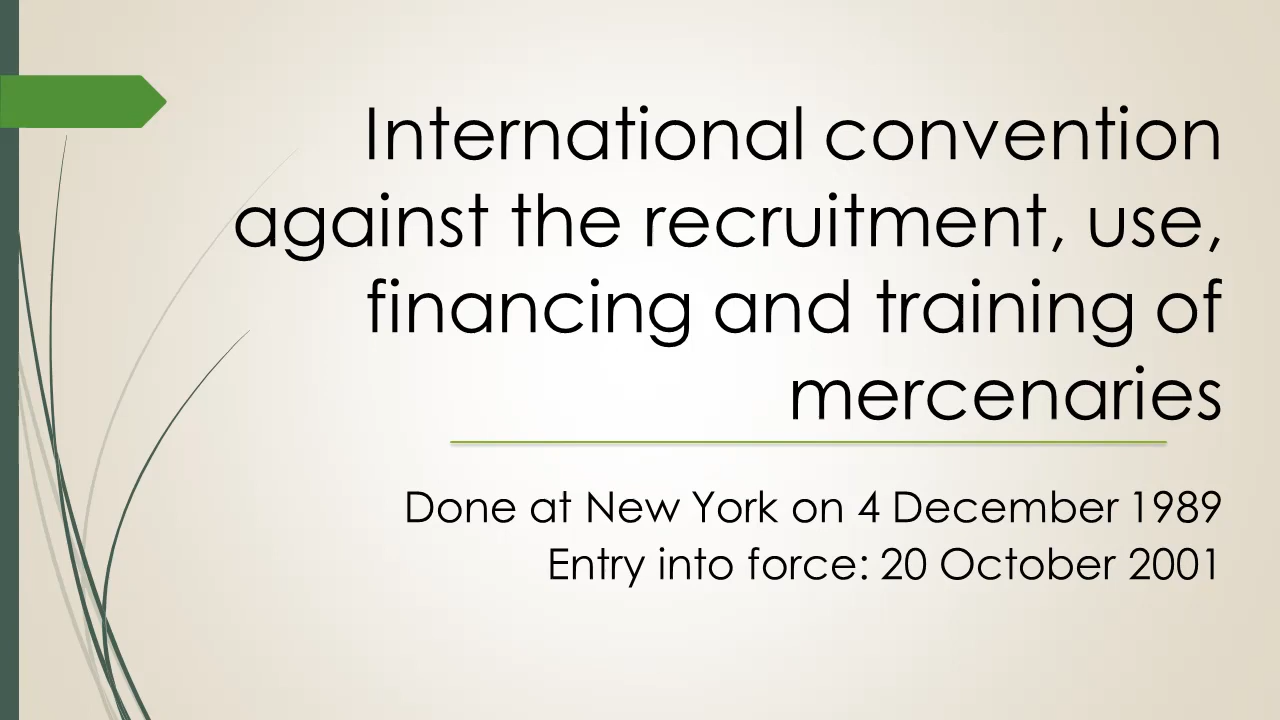 International convention
against the recruitment, use,
financing and training of
mercenaries
Done at New York on 4 December 1989
Entry into force: 20 October 2001